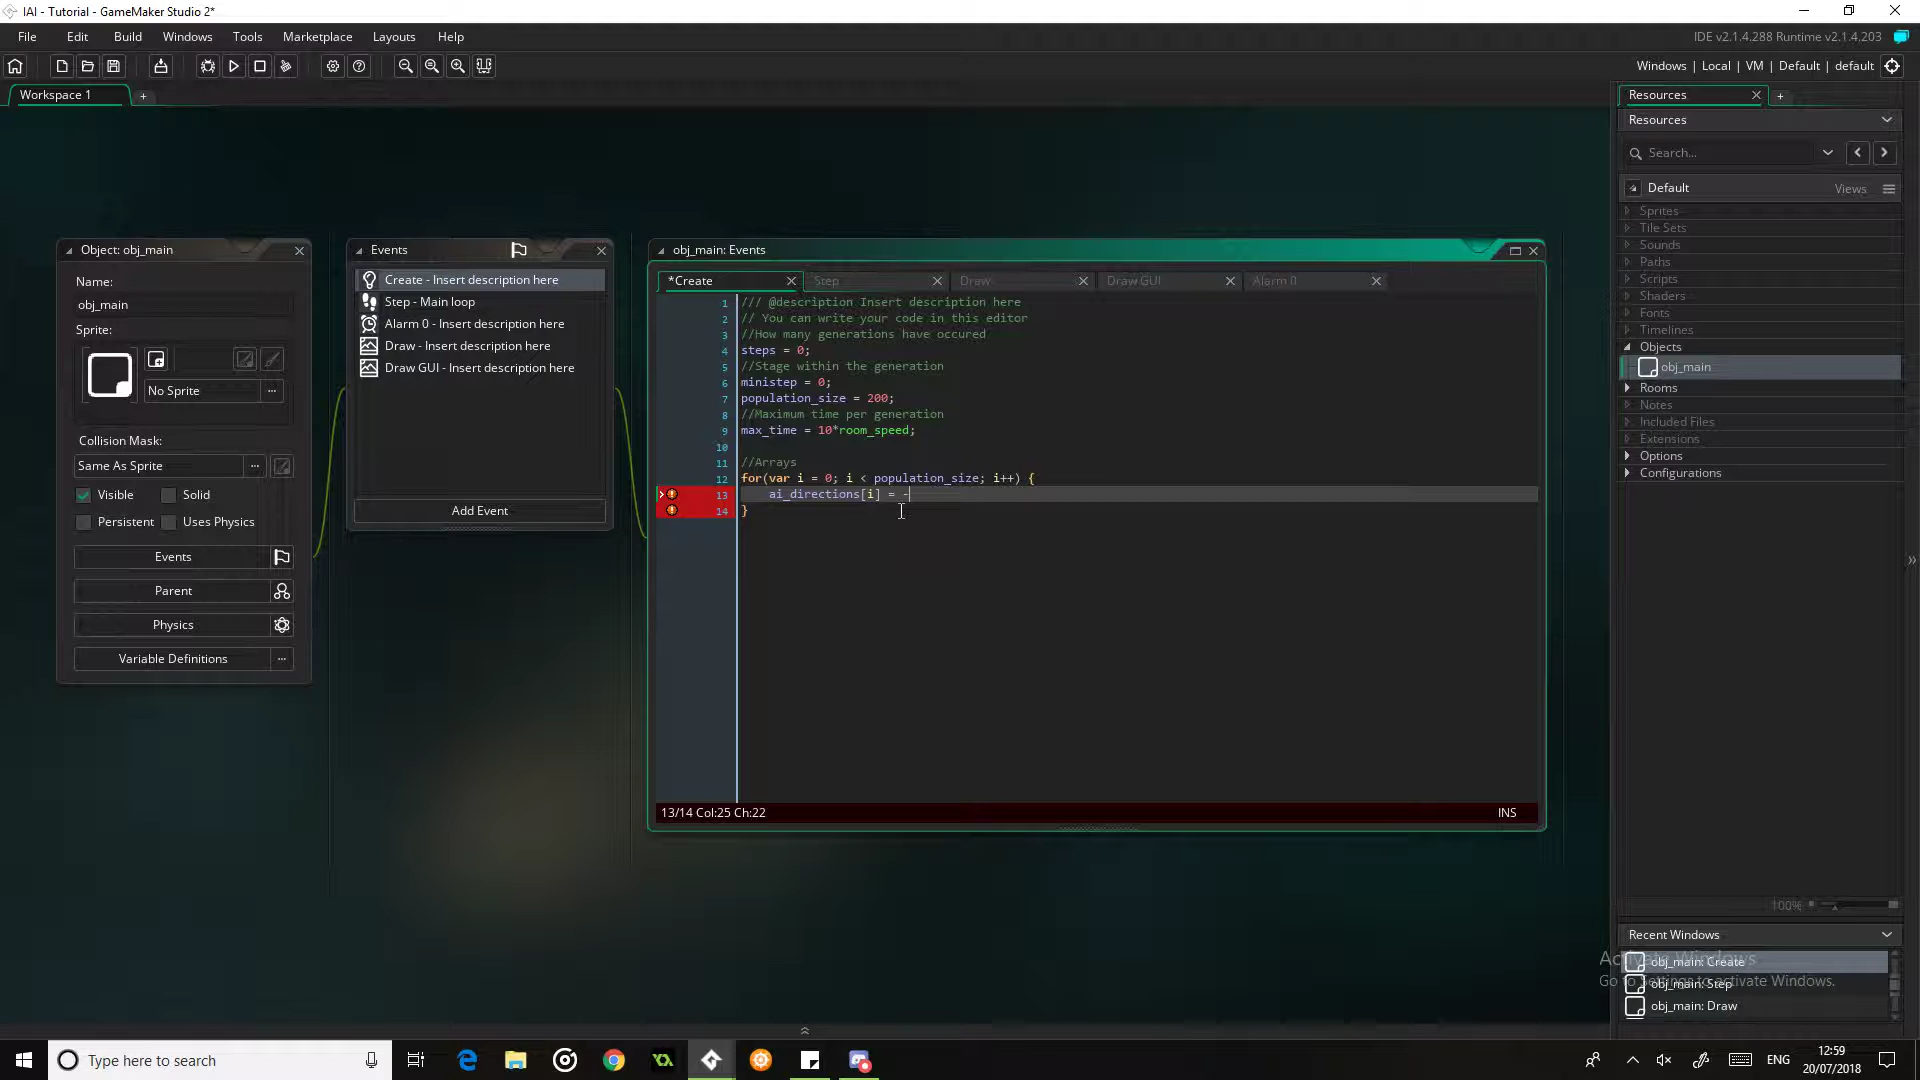 IAI - Tutorial - GameMaker Studio 2*
File Edit Build Windows Tools Marketplace Layouts Help
IDE v2.1.4.288 Runtime v2.1.4.203
Windows | Local | VM | Default | default
Workspace 1 +
Resources +
Resources
Search...
Default Views
Sprites
Tile Sets
Sounds
Paths
Scripts
Shaders
Fonts
Timelines
Objects
obj_main
Rooms
Notes
Included Files
Extensions
Options
Configurations
100%
Recent Windows
obj_main: Create
obj_main: Step
obj_main: Draw
Activate Windows
Go to Settings to activate Windows.
Object: obj_main
Name:
obj_main
Sprite:
No Sprite ...
Collision Mask:
Same As Sprite ...
Visible Solid
Persistent Uses Physics
Events
Parent
Physics
Variable Definitions ...
Events
Create - Insert description here
Step - Main loop
Alarm 0 - Insert description here
Draw - Insert description here
Draw GUI - Insert description here
Add Event
obj_main: Events
*Create Step Draw Draw GUI Alarm 0
1 /// @description Insert description here
2 // You can write your code in this editor
3 //How many generations have occured
4 steps = 0;
5 //Stage within the generation
6 ministep = 0;
7 population_size = 200;
8 //Maximum time per generation
9 max_time = 10*room_speed;
10
11 //Arrays
12 for(var i = 0; i < population_size; i++) {
13 ai_directions[i] = -
14 }
13/14 Col:25 Ch:22 INS
Type here to search
ENG
12:59
20/07/2018